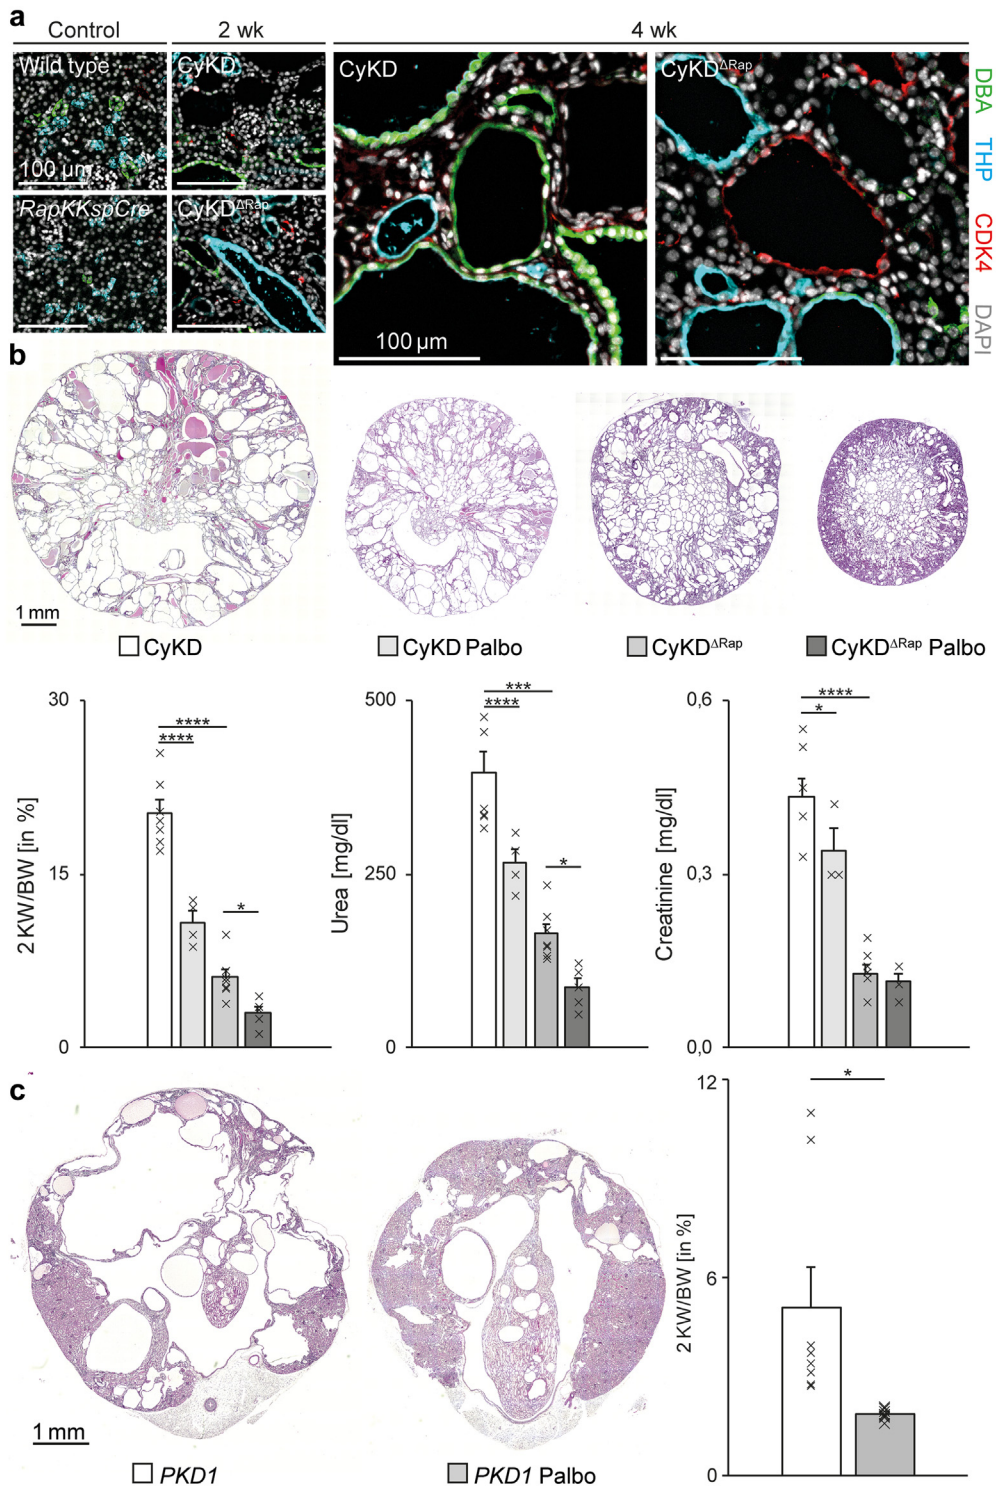 a
Control
2 wk
4 wk
Wild type
CyKD
CyKD
CyKDΔRap
100 µm
RapKKspCre
CyKDΔRap
100 µm
DBA THP CDK4 DAPI
b
1 mm
CyKD
CyKD Palbo
CyKDΔRap
CyKDΔRap Palbo
2 KW/BW [in %]
30
15
0
****
****
*
Urea [mg/dl]
500
250
0
***
****
*
Creatinine [mg/dl]
0,6
0,3
0,0
****
*
c
1 mm
PKD1
PKD1 Palbo
2 KW/BW [in %]
12
6
0
*